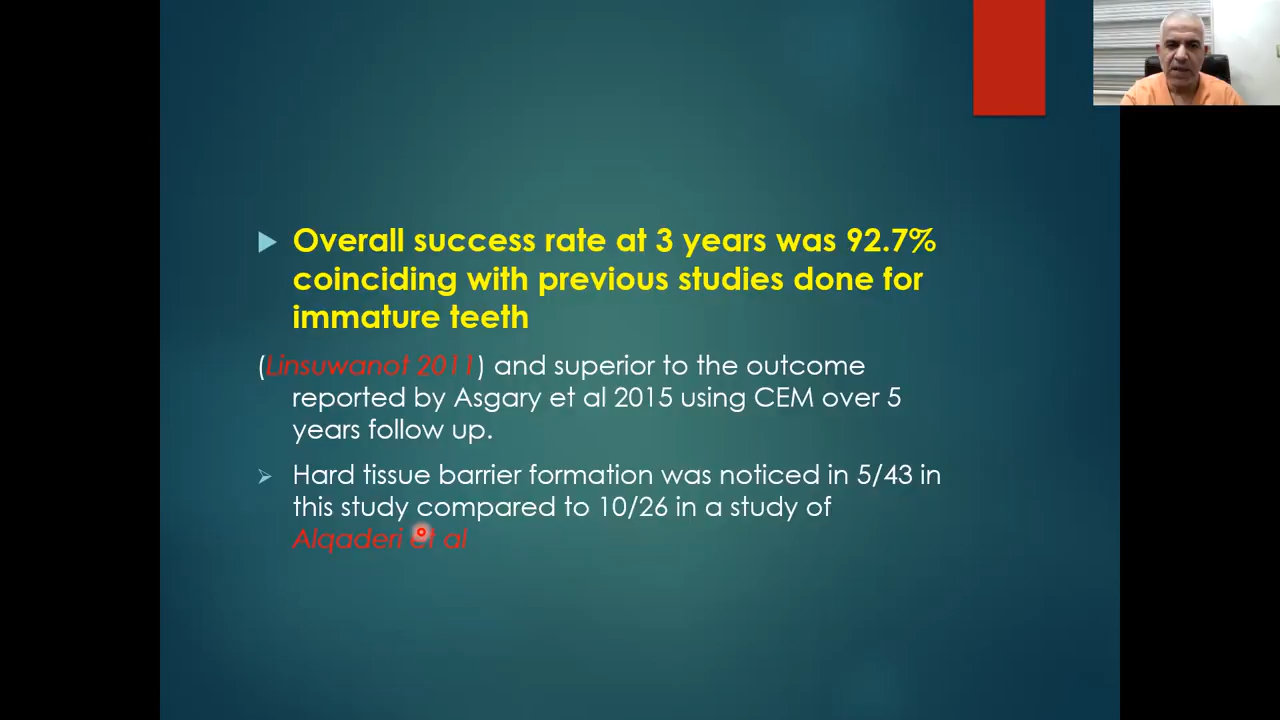 Overall success rate at 3 years was 92.7%
coinciding with previous studies done for
immature teeth
(Linsuwanot 2011) and superior to the outcome
reported by Asgary et al 2015 using CEM over 5
years follow up.
Hard tissue barrier formation was noticed in 5/43 in
this study compared to 10/26 in a study of
Alqaderi et al